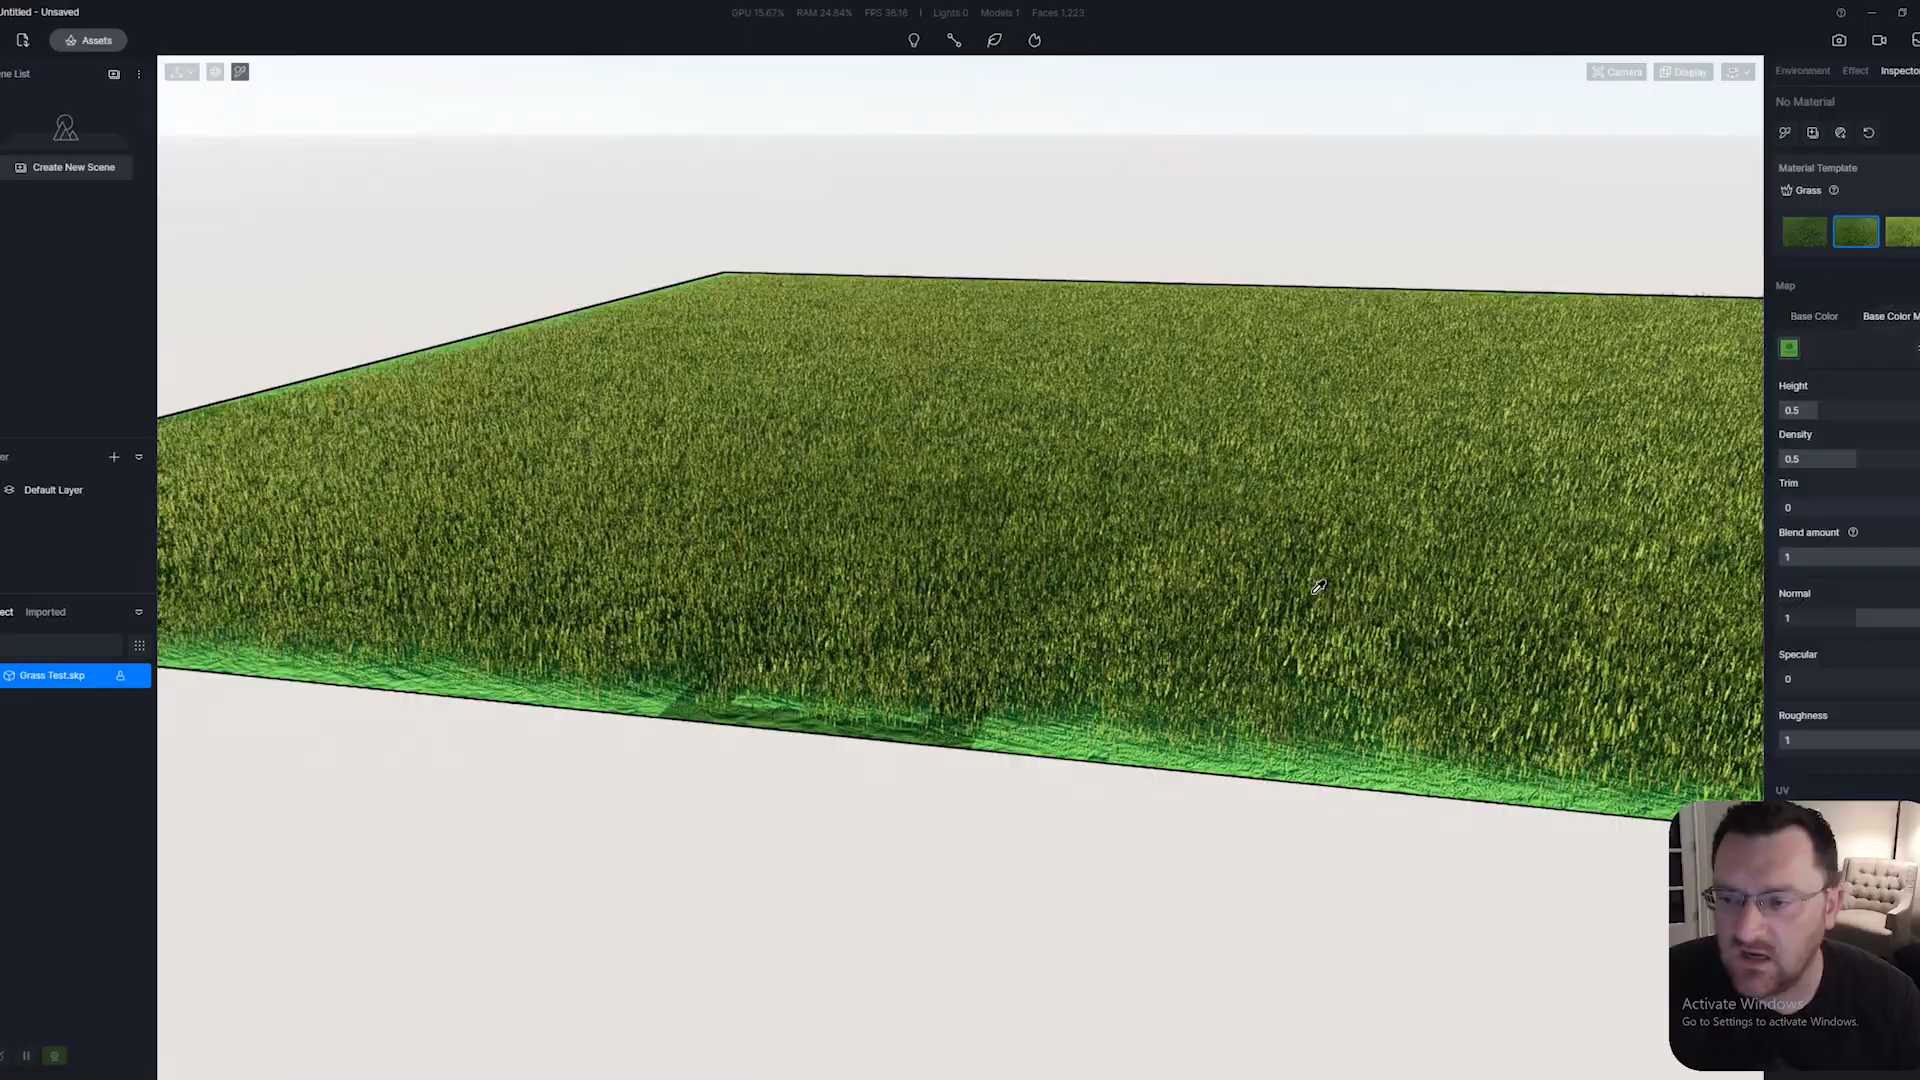 Untitled - Unsaved
GPU 15.67% RAM 24.84% FPS 36.16 | Lights 0 Models 1 Faces 1,223
Assets
ne List
Create New Scene
er
Default Layer
ect Imported
Grass Test.skp
Camera
Display
Environment Effect Inspector
No Material
Material Template
Grass
Map
Base Color Base Color M
Height
0.5
Density
0.5
Trim
0
Blend amount
1
Normal
1
Specular
0
Roughness
1
UV
Activate Windows
Go to Settings to activate Windows.